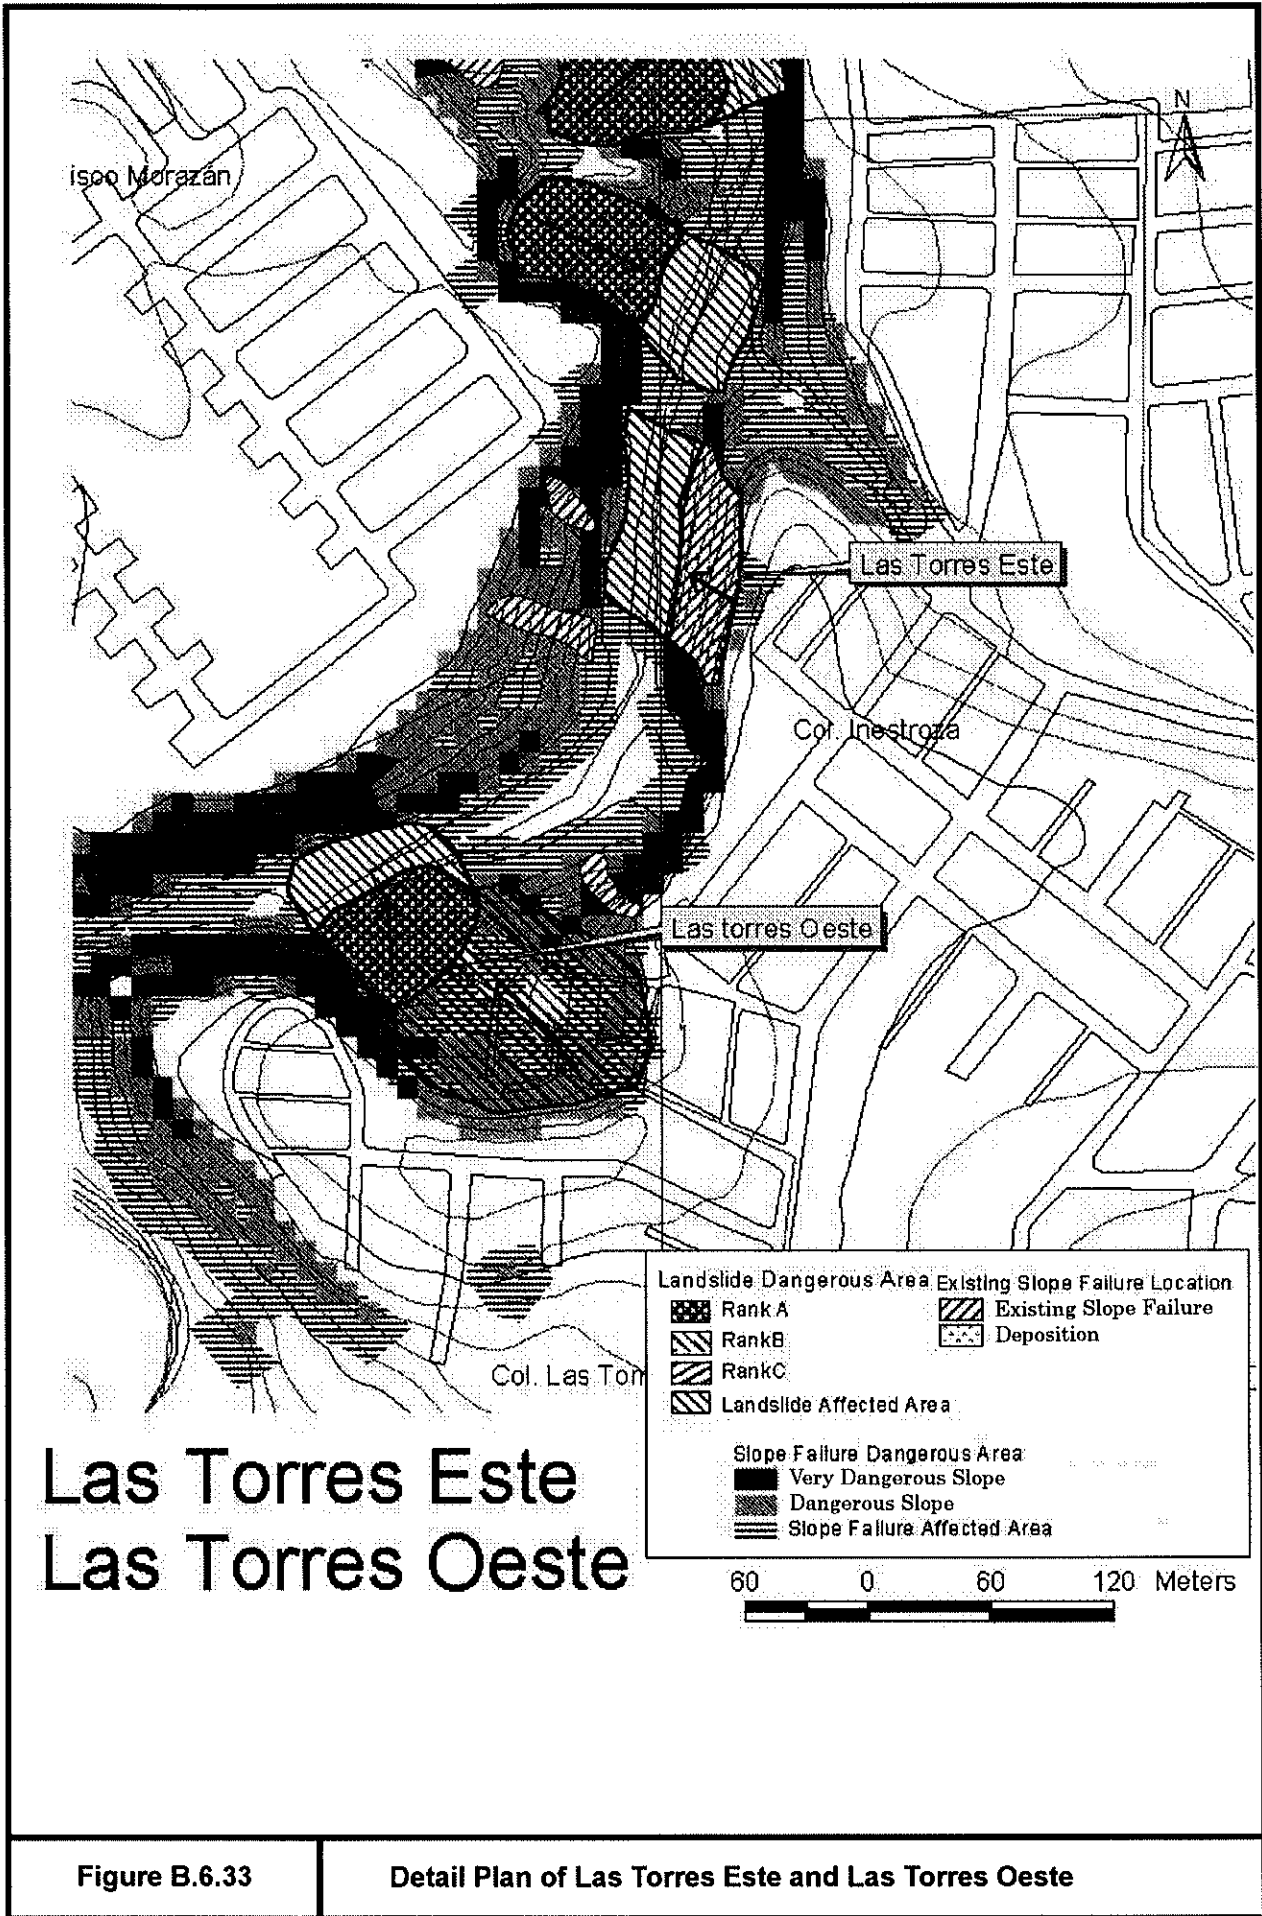 N
isco Morazán
Las Torres Este
Col. Inestroza
Las torres Oeste
Landslide Dangerous Area
Rank A
RankB
RankC
Landslide Affected Area
Existing Slope Failure Location
Existing Slope Failure
Deposition
Slope Failure Dangerous Area
Very Dangerous Slope
Dangerous Slope
Slope Failure Affected Area
Col. Las Torr
Las Torres Este
Las Torres Oeste
60 0 60 120 Meters
Figure B.6.33
Detail Plan of Las Torres Este and Las Torres Oeste